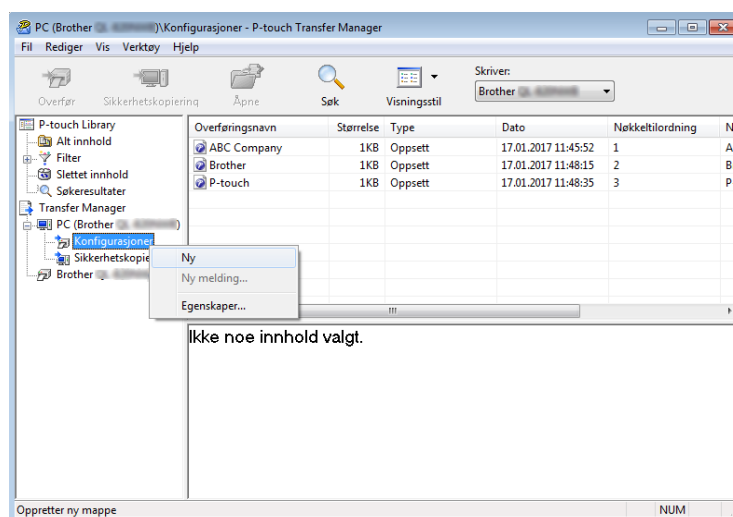 PC (Brother )\Konfigurasjoner - P-touch Transfer Manager
Fil Rediger Vis Verktøy Hjelp
Overfør Sikkerhetskopiering Åpne Søk Visningsstil
Skriver:
Brother
P-touch Library
Alt innhold
Filter
Slettet innhold
Søkeresultater
Transfer Manager
PC (Brother )
Konfigurasjoner
Sikkerhetskopie
Brother
Ny
Ny melding...
Egenskaper...
Overføringsnavn Størrelse Type Dato Nøkkeltilordning N
ABC Company 1KB Oppsett 17.01.2017 11:45:52 1 A
Brother 1KB Oppsett 17.01.2017 11:48:15 2 B
P-touch 1KB Oppsett 17.01.2017 11:48:35 3 P
Ikke noe innhold valgt.
Oppretter ny mappe
NUM